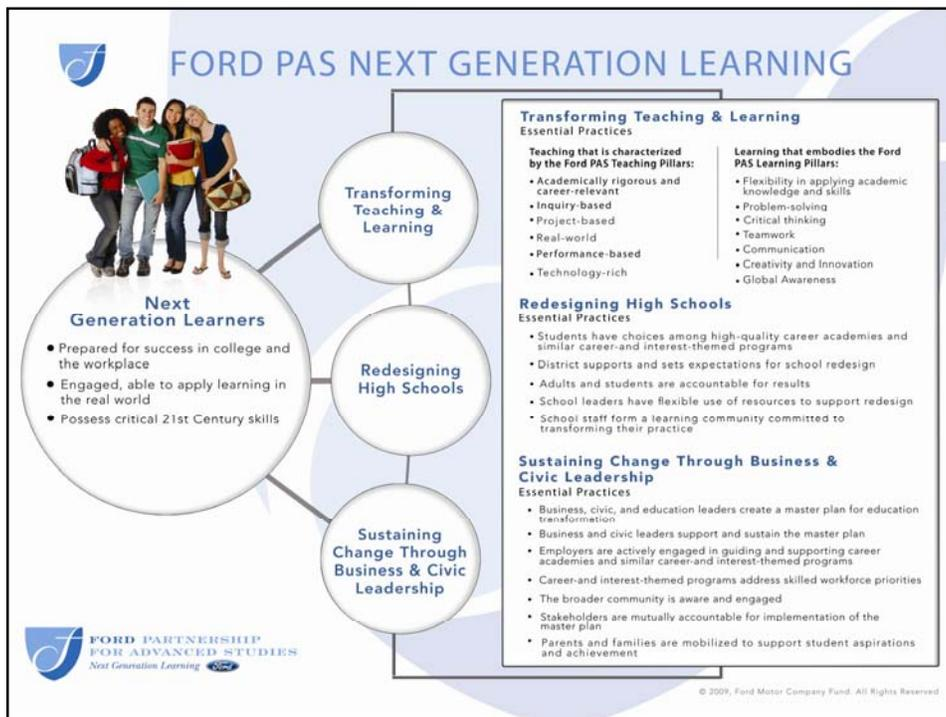 FORD PAS NEXT GENERATION LEARNING
Next
Generation Learners
• Prepared for success in college and
the workplace
• Engaged, able to apply learning in
the real world
• Possess critical 21st Century skills
Transforming
Teaching &
Learning
Redesigning
High Schools
Sustaining
Change Through
Business & Civic
Leadership
Transforming Teaching & Learning
Essential Practices
Teaching that is characterized
by the Ford PAS Teaching Pillars:
• Academically rigorous and
career-relevant
• Inquiry-based
• Project-based
• Real-world
• Performance-based
• Technology-rich
Learning that embodies the Ford
PAS Learning Pillars:
• Flexibility in applying academic
knowledge and skills
• Problem-solving
• Critical thinking
• Teamwork
• Communication
• Creativity and Innovation
• Global Awareness
Redesigning High Schools
Essential Practices
• Students have choices among high-quality career academies and
similar career-and interest-themed programs
• District supports and sets expectations for school redesign
• Adults and students are accountable for results
• School leaders have flexible use of resources to support redesign
• School staff form a learning community committed to
transforming their practice
Sustaining Change Through Business &
Civic Leadership
Essential Practices
• Business, civic, and education leaders create a master plan for education
transformation
• Business and civic leaders support and sustain the master plan
• Employers are actively engaged in guiding and supporting career
academies and similar career-and interest-themed programs
• Career-and interest-themed programs address skilled workforce priorities
• The broader community is aware and engaged
• Stakeholders are mutually accountable for implementation of the
master plan
• Parents and families are mobilized to support student aspirations
and achievement
FORD PARTNERSHIP
FOR ADVANCED STUDIES
Next Generation Learning Ford
© 2009, Ford Motor Company Fund. All Rights Reserved